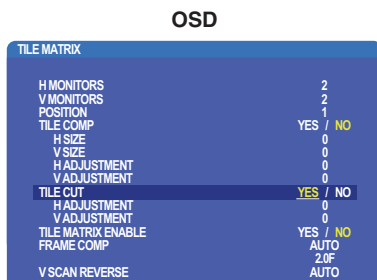 OSD
TILE MATRIX
H MONITORS 2
V MONITORS 2
POSITION 1
TILE COMP YES / NO
H SIZE 0
V SIZE 0
H ADJUSTMENT 0
V ADJUSTMENT 0
TILE CUT YES / NO
H ADJUSTMENT 0
V ADJUSTMENT 0
TILE MATRIX ENABLE YES / NO
FRAME COMP AUTO
2.0F
V SCAN REVERSE AUTO